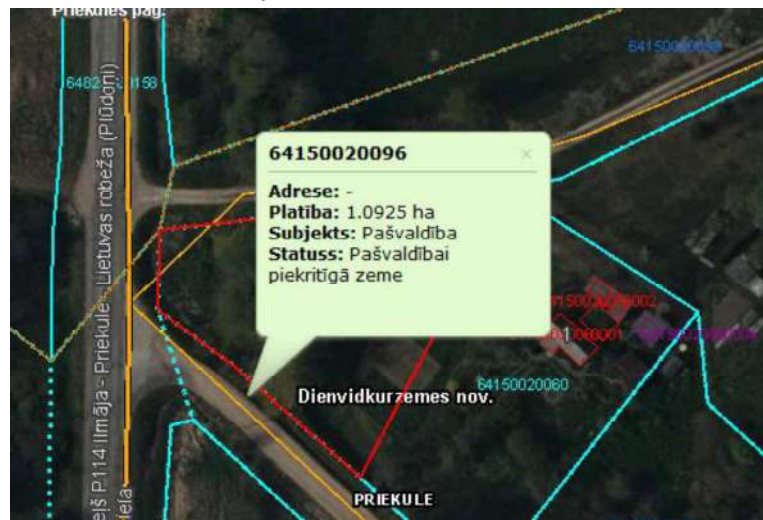 Priekules pag.
64150020096
Adrese: -
Platība: 1.0925 ha
Subjekts: Pašvaldība
Statuss: Pašvaldībai
piekritīgā zeme
P114 Ilmāja - Priekule - Lietuvas robeža (Plūdoņi)
64150020060
Dienvidkurzemes nov.
PRIEKULE